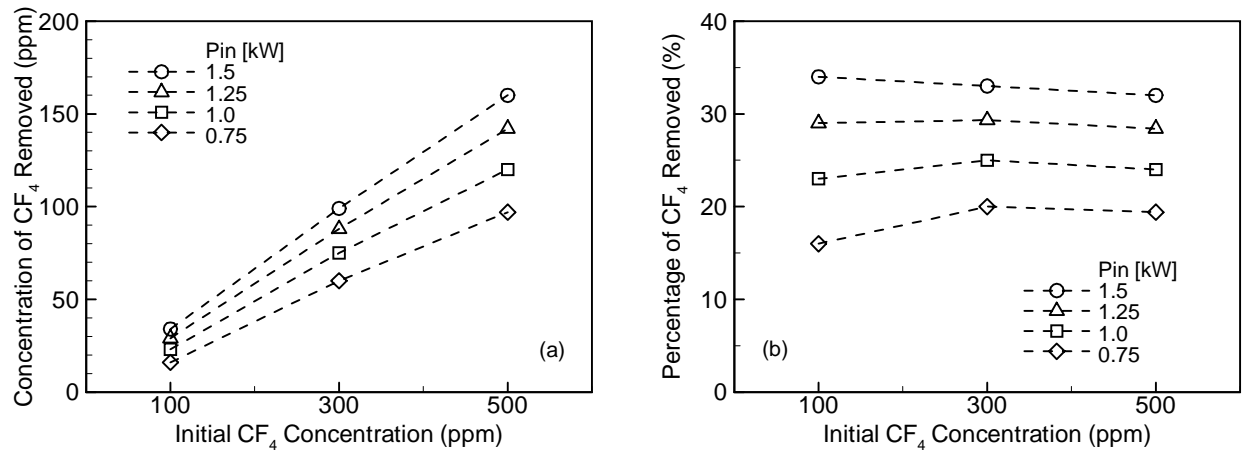 Concentration of CF₄ Removed (ppm)
200
150
100
50
0
Pin [kW]
1.5
1.25
1.0
0.75
(a)
100 300 500
Initial CF₄ Concentration (ppm)
Percentage of CF₄ Removed (%)
40
30
20
10
0
Pin [kW]
1.5
1.25
1.0
0.75
(b)
100 300 500
Initial CF₄ Concentration (ppm)